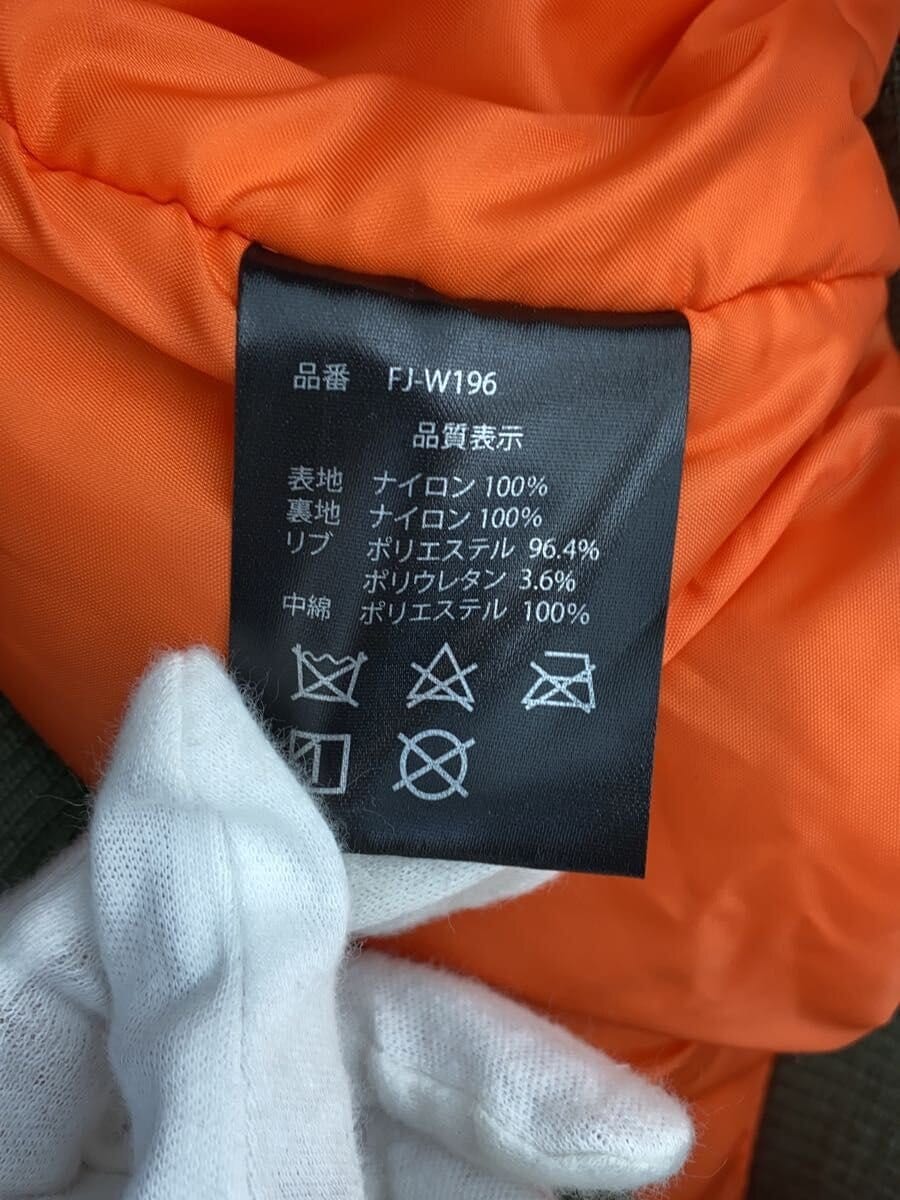 品番 FJ-W196
品質表示
表地 ナイロン 100%
裏地 ナイロン 100%
リブ ポリエステル 96.4%
ポリウレタン 3.6%
中綿 ポリエステル 100%